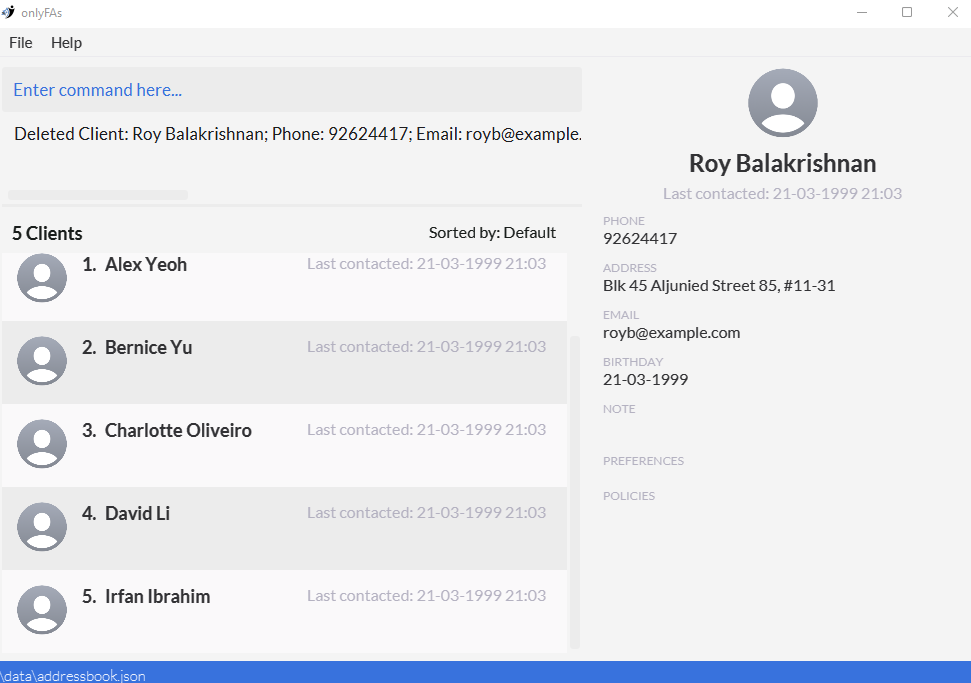 onlyFAs
File Help
Enter command here...
Deleted Client: Roy Balakrishnan; Phone: 92624417; Email: royb@example.
5 Clients Sorted by: Default
1. Alex Yeoh Last contacted: 21-03-1999 21:03
2. Bernice Yu Last contacted: 21-03-1999 21:03
3. Charlotte Oliveiro Last contacted: 21-03-1999 21:03
4. David Li Last contacted: 21-03-1999 21:03
5. Irfan Ibrahim Last contacted: 21-03-1999 21:03
Roy Balakrishnan
Last contacted: 21-03-1999 21:03
PHONE
92624417
ADDRESS
Blk 45 Aljunied Street 85, #11-31
EMAIL
royb@example.com
BIRTHDAY
21-03-1999
NOTE
PREFERENCES
POLICIES
\data\addressbook.json